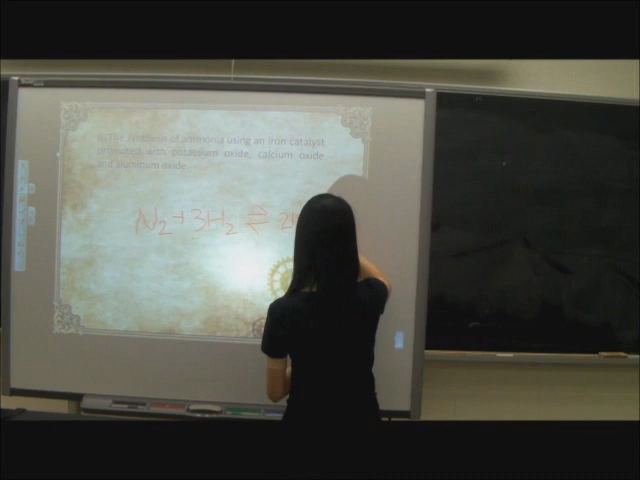 The synthesis of ammonia using an iron catalyst
promoted with potassium oxide, calcium oxide
and aluminum oxide
N₂ + 3H₂ ⇌ 2